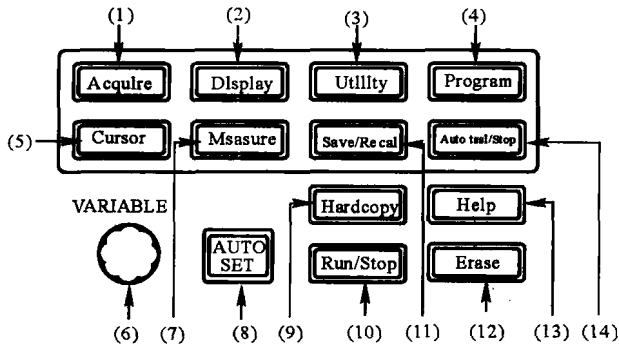 (1) (2) (3) (4)
Acquire Display Utility Program
(5) Cursor Msasure Save/Recal Auto tsal/Stop
VARIABLE Hardcopy Help
AUTO SET Run/Stop Erase
(6) (7) (8) (9) (10) (11) (12) (13) (14)